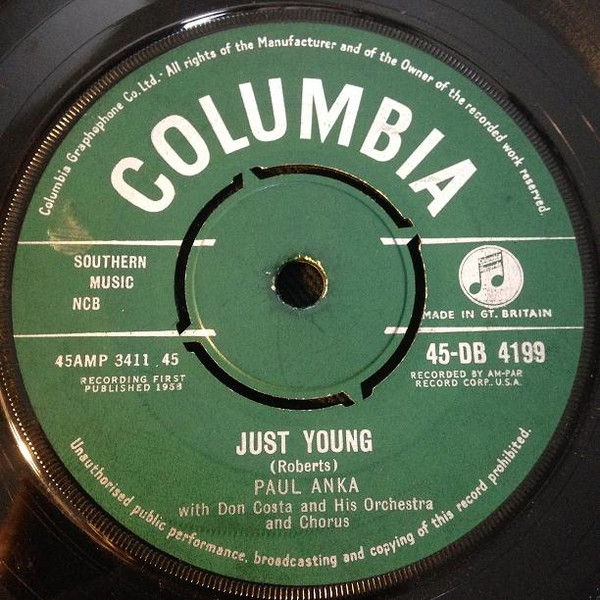 Columbia Graphophone Co. Ltd. · All rights of the Manufacturer and of the Owner of the recorded work reserved.
COLUMBIA
SOUTHERN
MUSIC
NCB
MADE IN GT. BRITAIN
45AMP 3411 .45
RECORDING FIRST
PUBLISHED 1958
45-DB 4199
RECORDED BY AM-PAR
RECORD CORP., U.S.A.
JUST YOUNG
(Roberts)
PAUL ANKA
with Don Costa and His Orchestra
and Chorus
Unauthorised public performance, broadcasting and copying of this record prohibited.